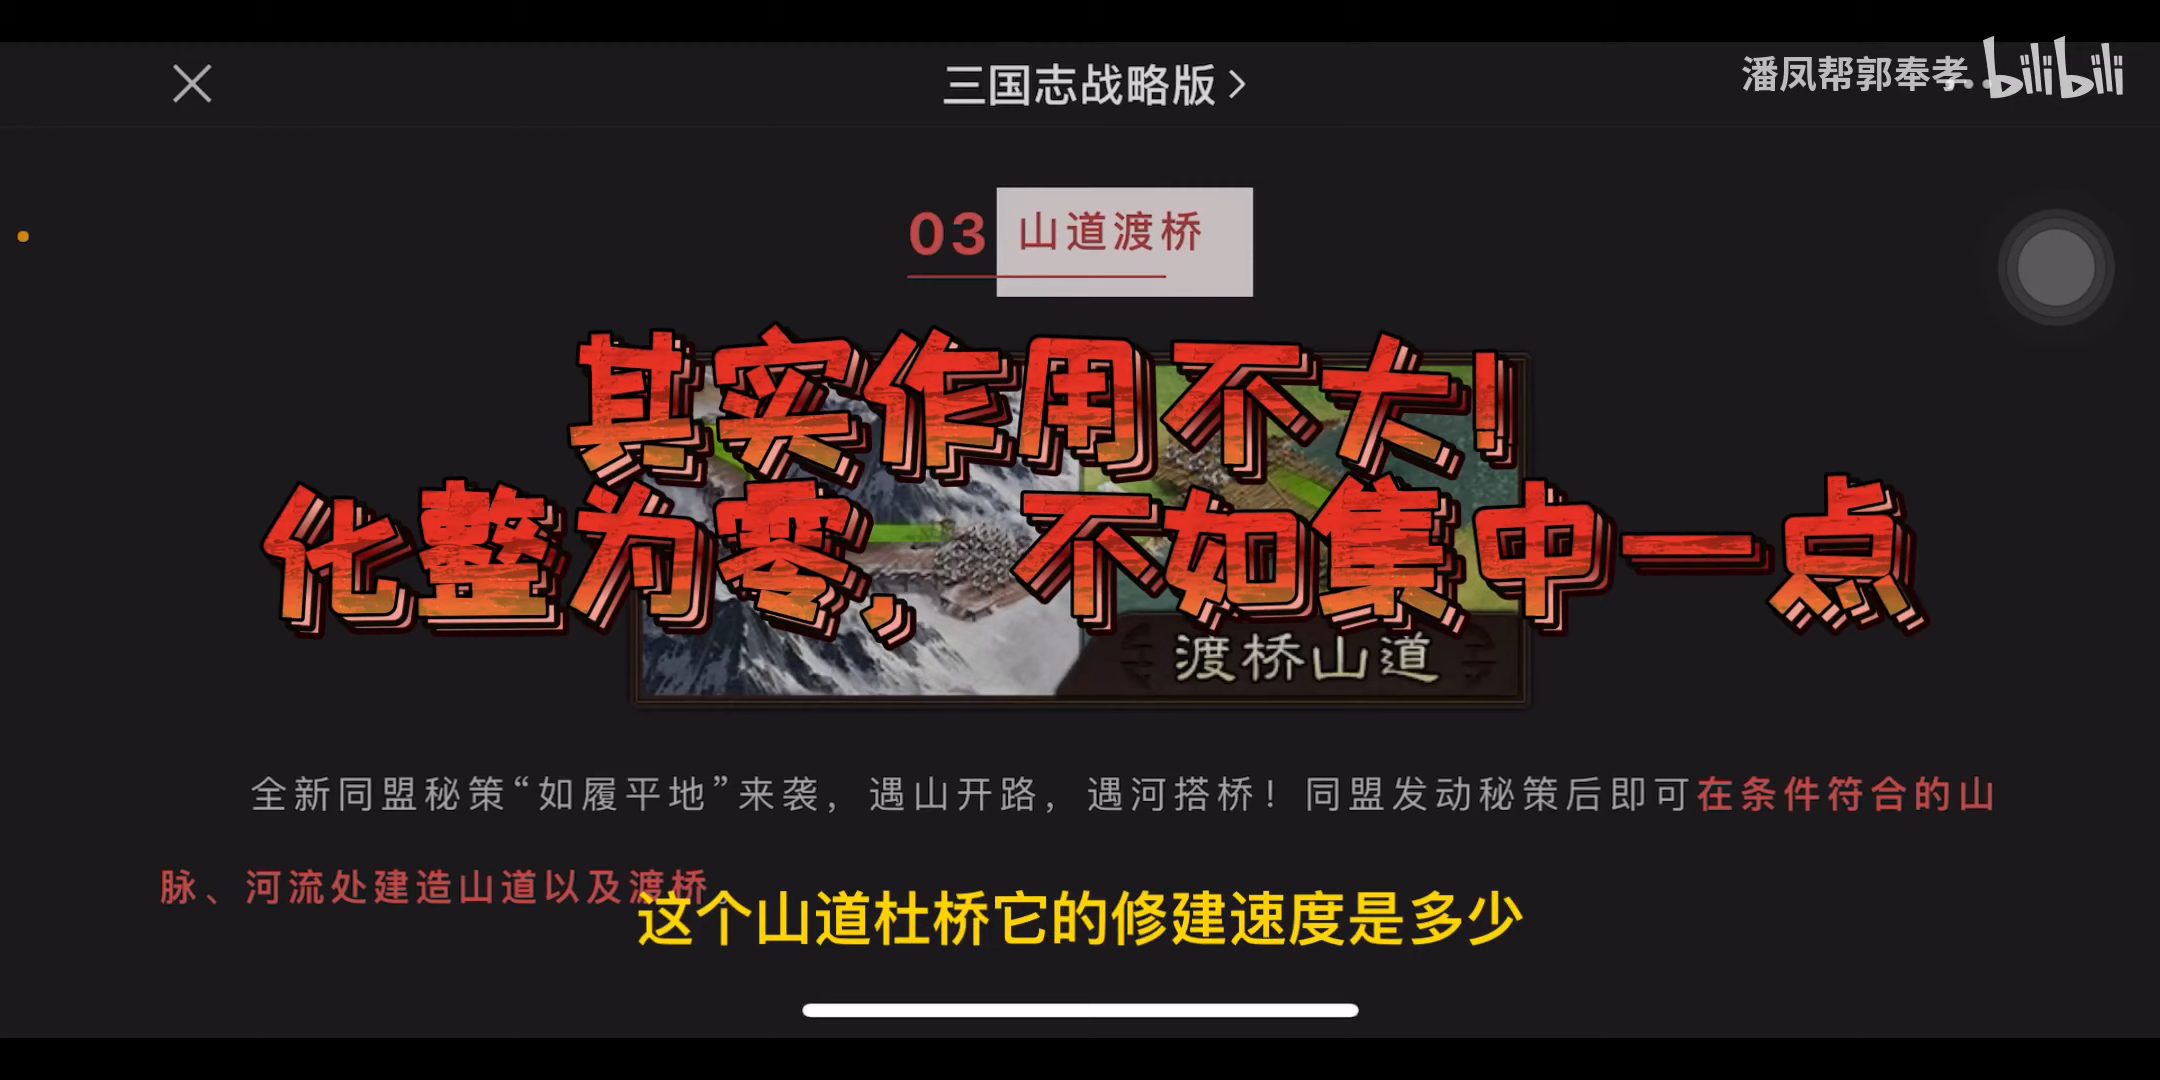 三国志战略版
潘凤帮郭奉孝... bilibili
03 山道渡桥
其实作用不大！
化整为零，不如集中一点
渡桥山道
全新同盟秘策“如履平地”来袭，遇山开路，遇河搭桥！同盟发动秘策后即可在条件符合的山
脉、河流处建造山道以及渡桥
这个山道杜桥它的修建速度是多少